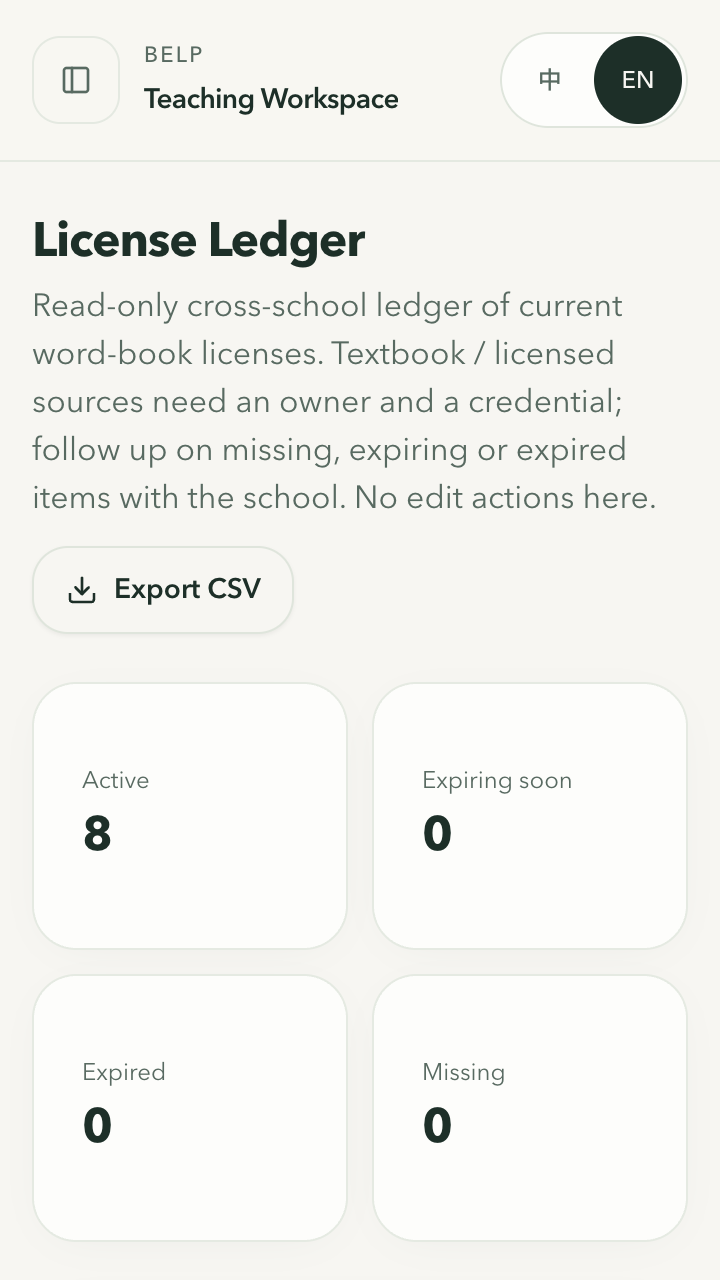 BELP
Teaching Workspace
中
EN
License Ledger
Read-only cross-school ledger of current
word-book licenses. Textbook / licensed
sources need an owner and a credential;
follow up on missing, expiring or expired
items with the school. No edit actions here.
Export CSV
Active
8
Expiring soon
0
Expired
0
Missing
0